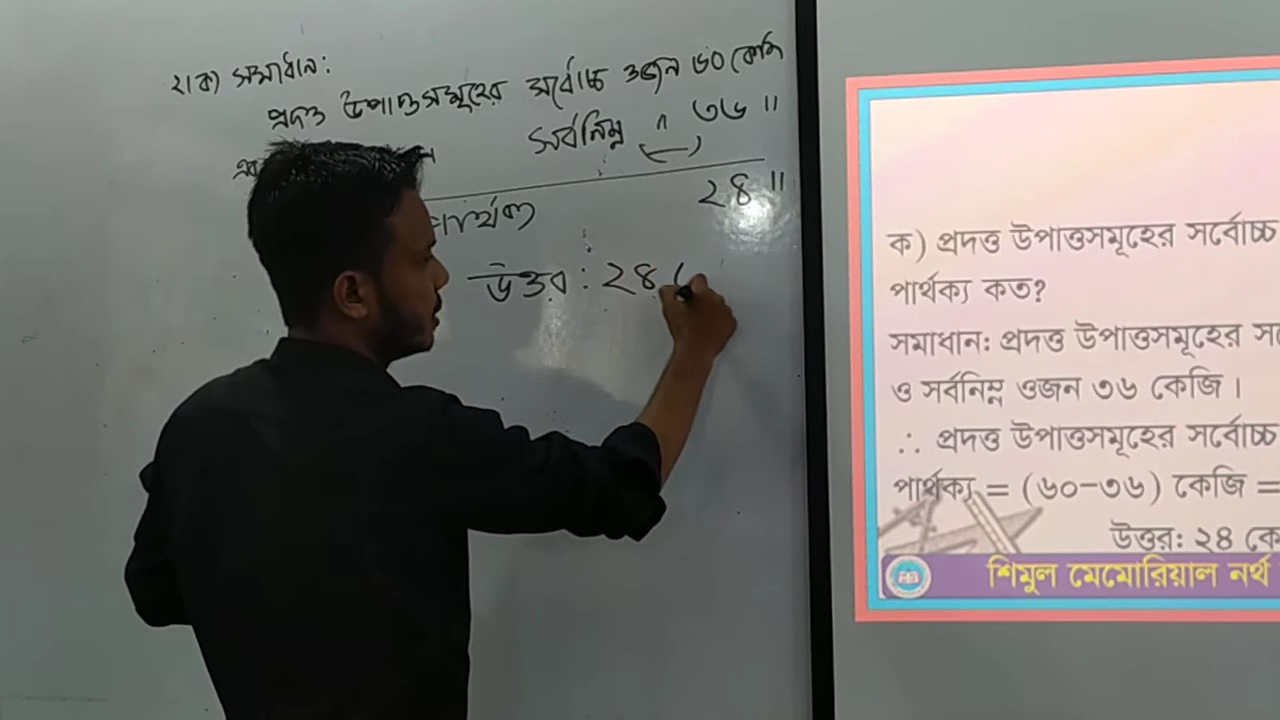 ২।ক) সমাধান:
প্রদত্ত উপাত্তসমূহের সর্বোচ্চ ওজন ৬০ কেজি
সর্বনিম্ন " ৩৬ "
(—)
২৪ "
উত্তর: ২৪
ক) প্রদত্ত উপাত্তসমূহের সর্বোচ্চ
পার্থক্য কত?
সমাধান: প্রদত্ত উপাত্তসমূহের
ও সর্বনিম্ন ওজন ৩৬ কেজি।
∴ প্রদত্ত উপাত্তসমূহের সর্বোচ্চ
পার্থক্য = (৬০-৩৬) কেজি =
উত্তর: ২৪ কে
শিমুল মেমোরিয়াল নর্থ